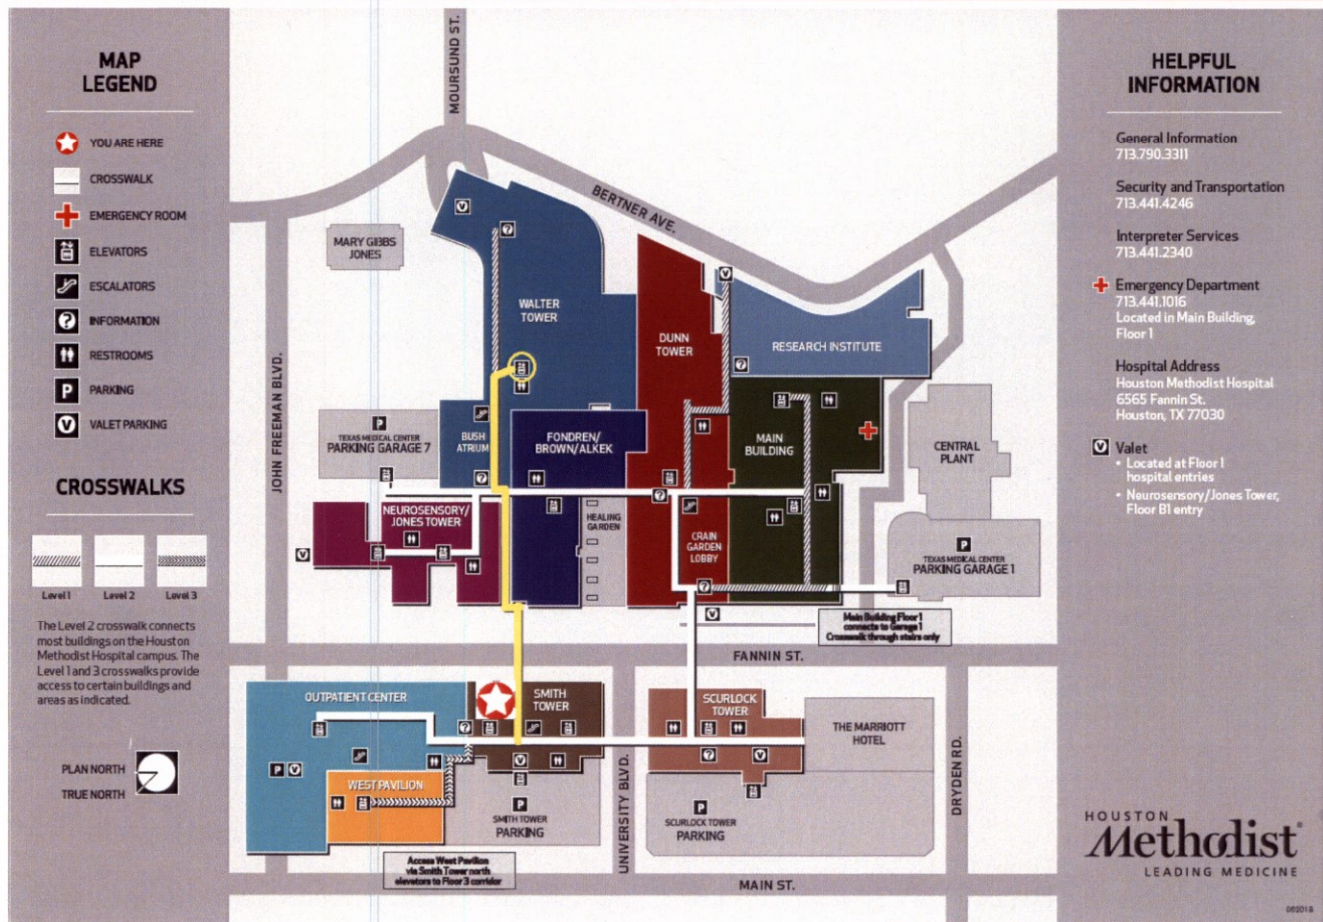 MAP
LEGEND
YOU ARE HERE
CROSSWALK
EMERGENCY ROOM
ELEVATORS
ESCALATORS
INFORMATION
RESTROOMS
P
PARKING
V
VALET PARKING
CROSSWALKS
Level 1
Level 2
Level 3
The Level 2 crosswalk connects
most buildings on the Houston
Methodist Hospital campus. The
Level 1 and 3 crosswalks provide
access to certain buildings and
areas as indicated.
PLAN NORTH
TRUE NORTH
MOURSUND ST.
BERTNER AVE.
JOHN FREEMAN BLVD.
MARY GIBBS
JONES
WALTER
TOWER
DUNN
TOWER
RESEARCH INSTITUTE
TEXAS MEDICAL CENTER
PARKING GARAGE 7
BUSH
ATRIUM
FONDREN/
BROWN/ALKEK
MAIN
BUILDING
CENTRAL
PLANT
NEUROSENSORY/
JONES TOWER
HEALING
GARDEN
CRAIN
GARDEN
LOBBY
TEXAS MEDICAL CENTER
PARKING GARAGE 1
Main Building Floor 1
connects to Garage 1
Crosswalk through stairs only
FANNIN ST.
OUTPATIENT CENTER
SMITH
TOWER
SCURLOCK
TOWER
THE MARRIOTT
HOTEL
WEST PAVILION
SMITH TOWER
PARKING
UNIVERSITY BLVD.
SCURLOCK TOWER
PARKING
DRYDEN RD.
Access West Pavilion
via Smith Tower north
elevators to Floor 3 corridor
MAIN ST.
HELPFUL
INFORMATION
General Information
713.790.3311
Security and Transportation
713.441.4246
Interpreter Services
713.441.2340
Emergency Department
713.441.1016
Located in Main Building,
Floor 1
Hospital Address
Houston Methodist Hospital
6565 Fannin St.
Houston, TX 77030
Valet
• Located at Floor 1
hospital entries
• Neurosensory/Jones Tower,
Floor B1 entry
HOUSTON
Methodist
LEADING MEDICINE